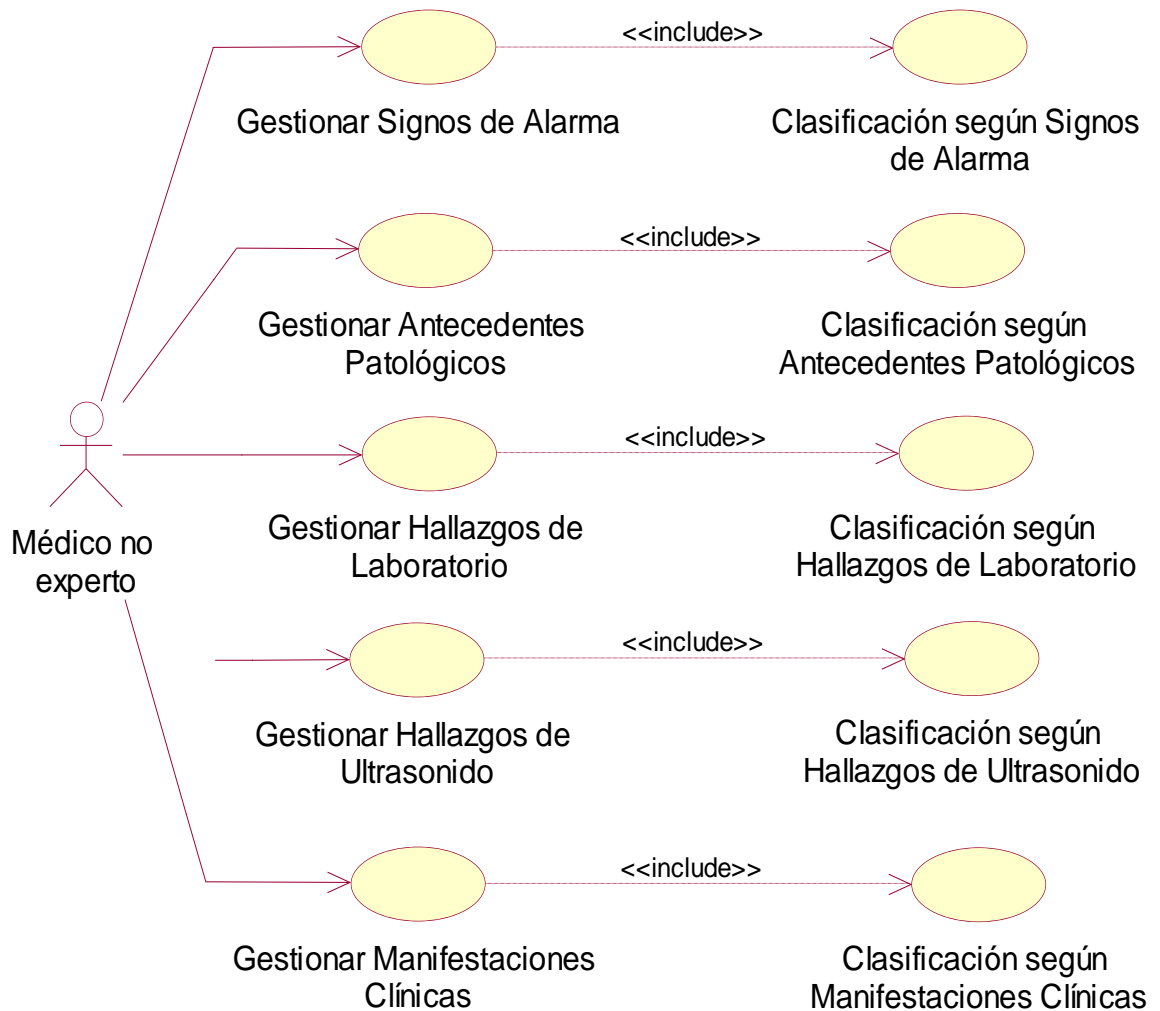 <<include>>
Gestionar Signos de Alarma
Clasificación según Signos
de Alarma
<<include>>
Gestionar Antecedentes
Patológicos
Clasificación según
Antecedentes Patológicos
<<include>>
Médico no
experto
Gestionar Hallazgos de
Laboratorio
Clasificación según
Hallazgos de Laboratorio
<<include>>
Gestionar Hallazgos de
Ultrasonido
Clasificación según
Hallazgos de Ultrasonido
<<include>>
Gestionar Manifestaciones
Clínicas
Clasificación según
Manifestaciones Clínicas